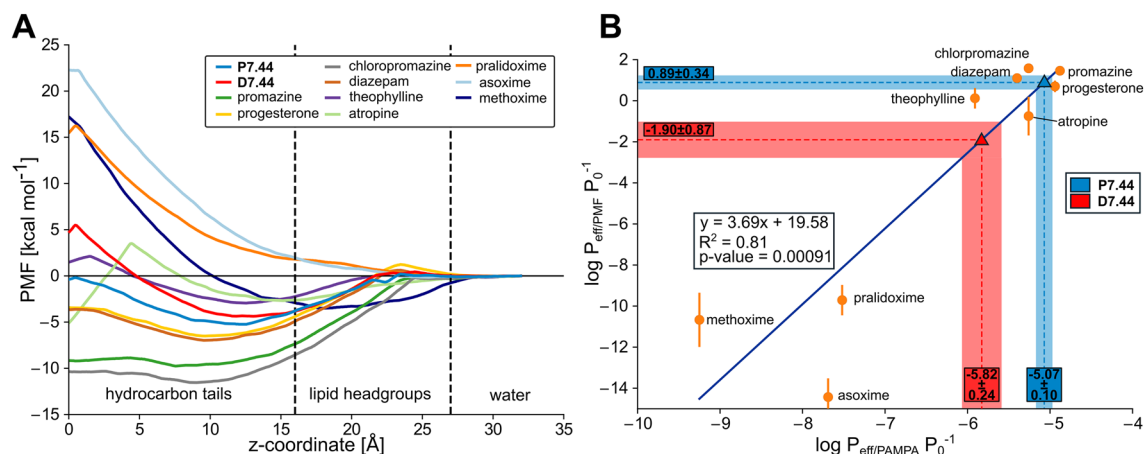 A
PMF [kcal mol⁻¹]
25
20
15
10
5
0
−5
−10
−15
P7.44
D7.44
promazine
progesterone
chloropromazine
diazepam
theophylline
atropine
pralidoxime
asoxime
methoxime
hydrocarbon tails
lipid headgroups
water
0
5
10
15
20
25
30
35
z-coordinate [Å]
B
log P_eff/PMF P_0⁻¹
2
0
−2
−4
−6
−8
−10
−12
−14
0.89±0.34
-1.90±0.87
chlorpromazine
diazepam
promazine
progesterone
theophylline
atropine
P7.44
D7.44
y = 3.69x + 19.58
R² = 0.81
p-value = 0.00091
pralidoxime
methoxime
asoxime
-5.82
±
0.24
-5.07
±
0.10
−10
−9
−8
−7
−6
−5
−4
log P_eff/PAMPA P_0⁻¹